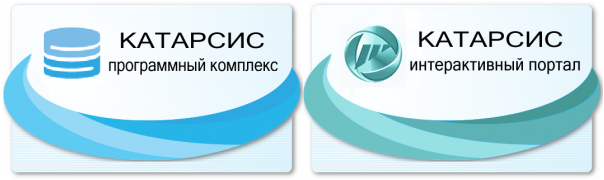 КАТАРСИС
программный комплекс
КАТАРСИС
интерактивный портал